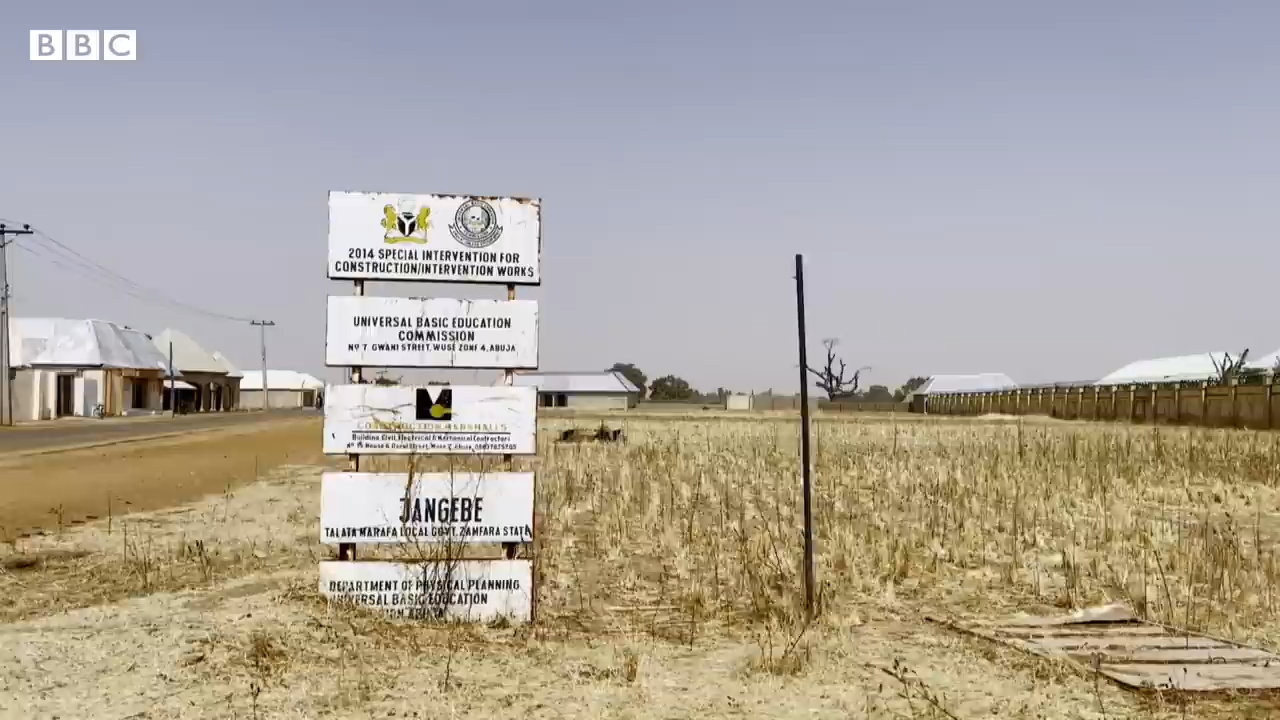 BBC
2014 SPECIAL INTERVENTION FOR
CONSTRUCTION/INTERVENTION WORKS
UNIVERSAL BASIC EDUCATION
COMMISSION
Nº 7 GWANI STREET, WUSE ZONE 4, ABUJA
CONSTRUCTION MARSHALLS
Building Civil, Electrical & Mechanical Contractors
JANGEBE
TALATA MARAFA LOCAL GOVT. ZAMFARA STATE
DEPARTMENT OF PHYSICAL PLANNING
UNIVERSAL BASIC EDUCATION
ABUJA